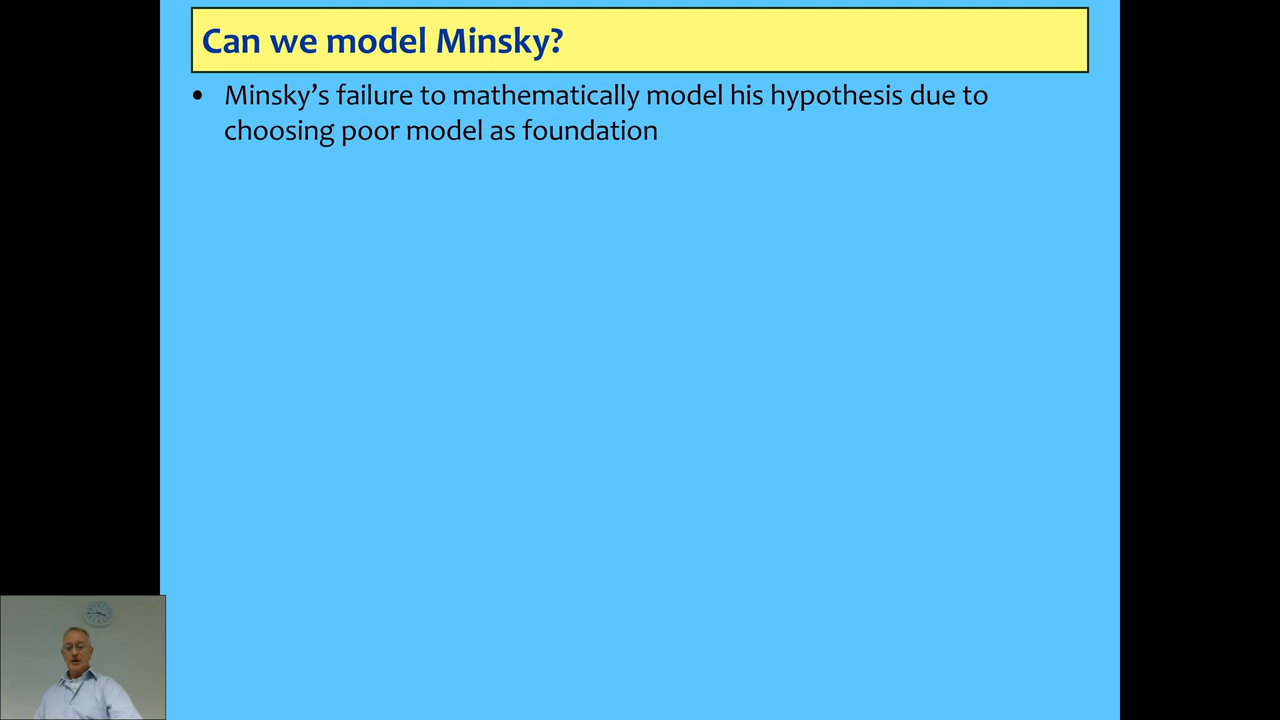 Can we model Minsky?
• Minsky’s failure to mathematically model his hypothesis due to
choosing poor model as foundation